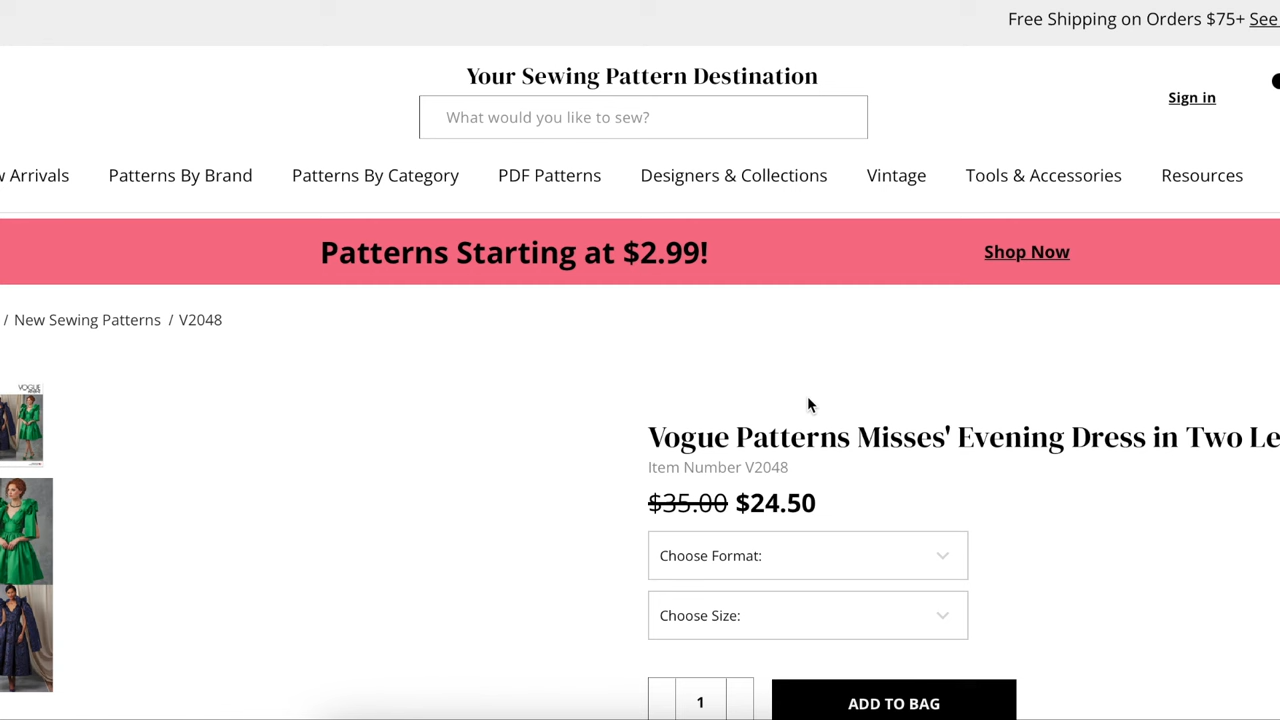 Free Shipping on Orders $75+ See
Your Sewing Pattern Destination
What would you like to sew?
Sign in
w Arrivals Patterns By Brand Patterns By Category PDF Patterns Designers & Collections Vintage Tools & Accessories Resources
Patterns Starting at $2.99! Shop Now
/ New Sewing Patterns / V2048
VOGUE
Vogue Patterns Misses' Evening Dress in Two Le
Item Number V2048
$35.00 $24.50
Choose Format:
Choose Size:
1 ADD TO BAG